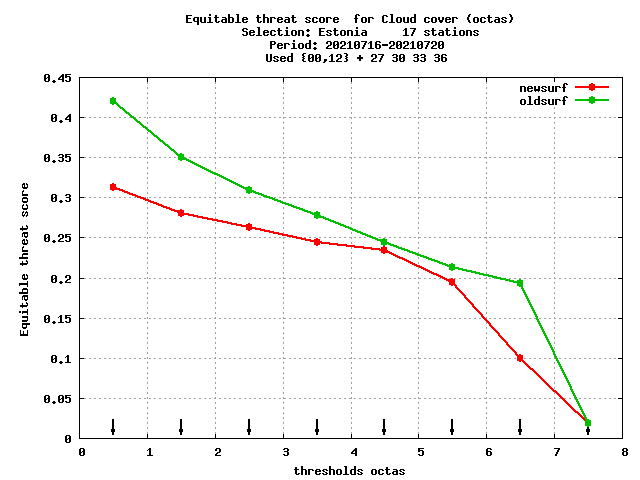 Equitable threat score  for Cloud cover (octas)
Selection: Estonia     17 stations
Period: 20210716-20210720
Used {00,12} + 27 30 33 36
newsurf
oldsurf
0.45
0.4
0.35
0.3
0.25
0.2
0.15
0.1
0.05
0
Equitable threat score
0 1 2 3 4 5 6 7 8
thresholds octas